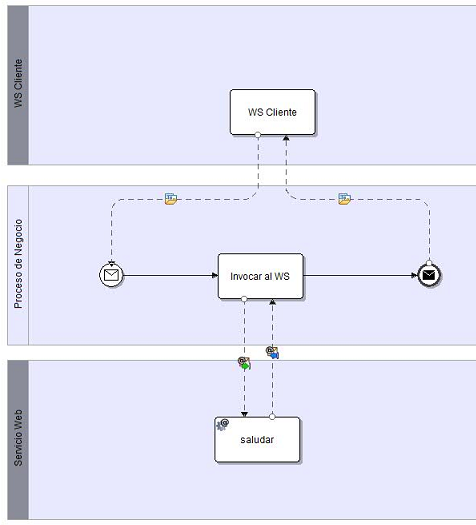 WS Cliente
WS Cliente
Proceso de Negocio
Invocar al WS
Servicio Web
saludar